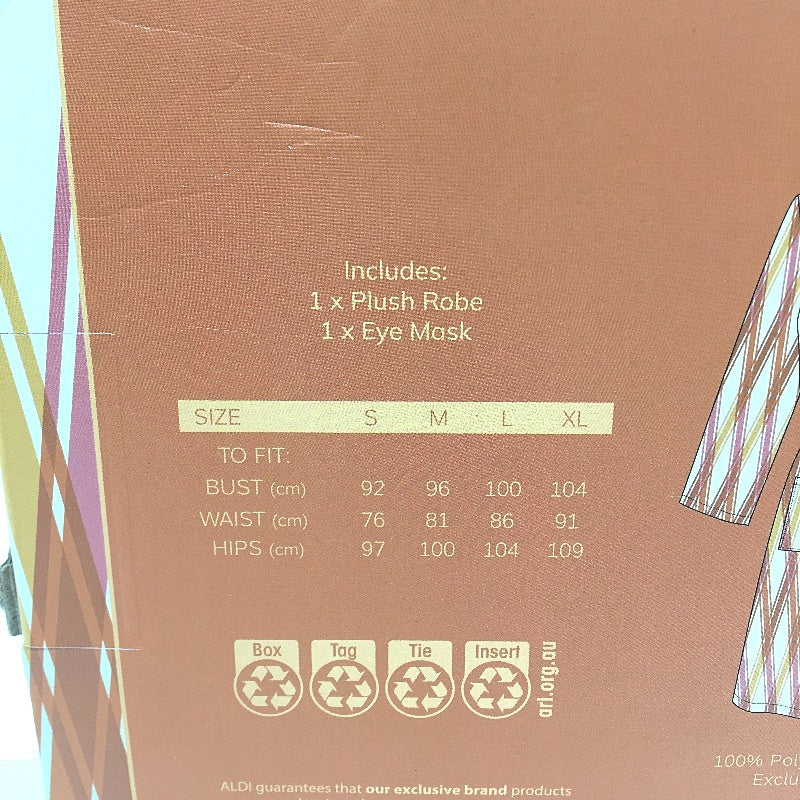 Includes:
1 x Plush Robe
1 x Eye Mask
SIZE S M L XL
TO FIT:
BUST (cm) 92 96 100 104
WAIST (cm) 76 81 86 91
HIPS (cm) 97 100 104 109
Box Tag Tie Insert
arl.org.au
100%
ALDI guarantees that our exclusive brand products